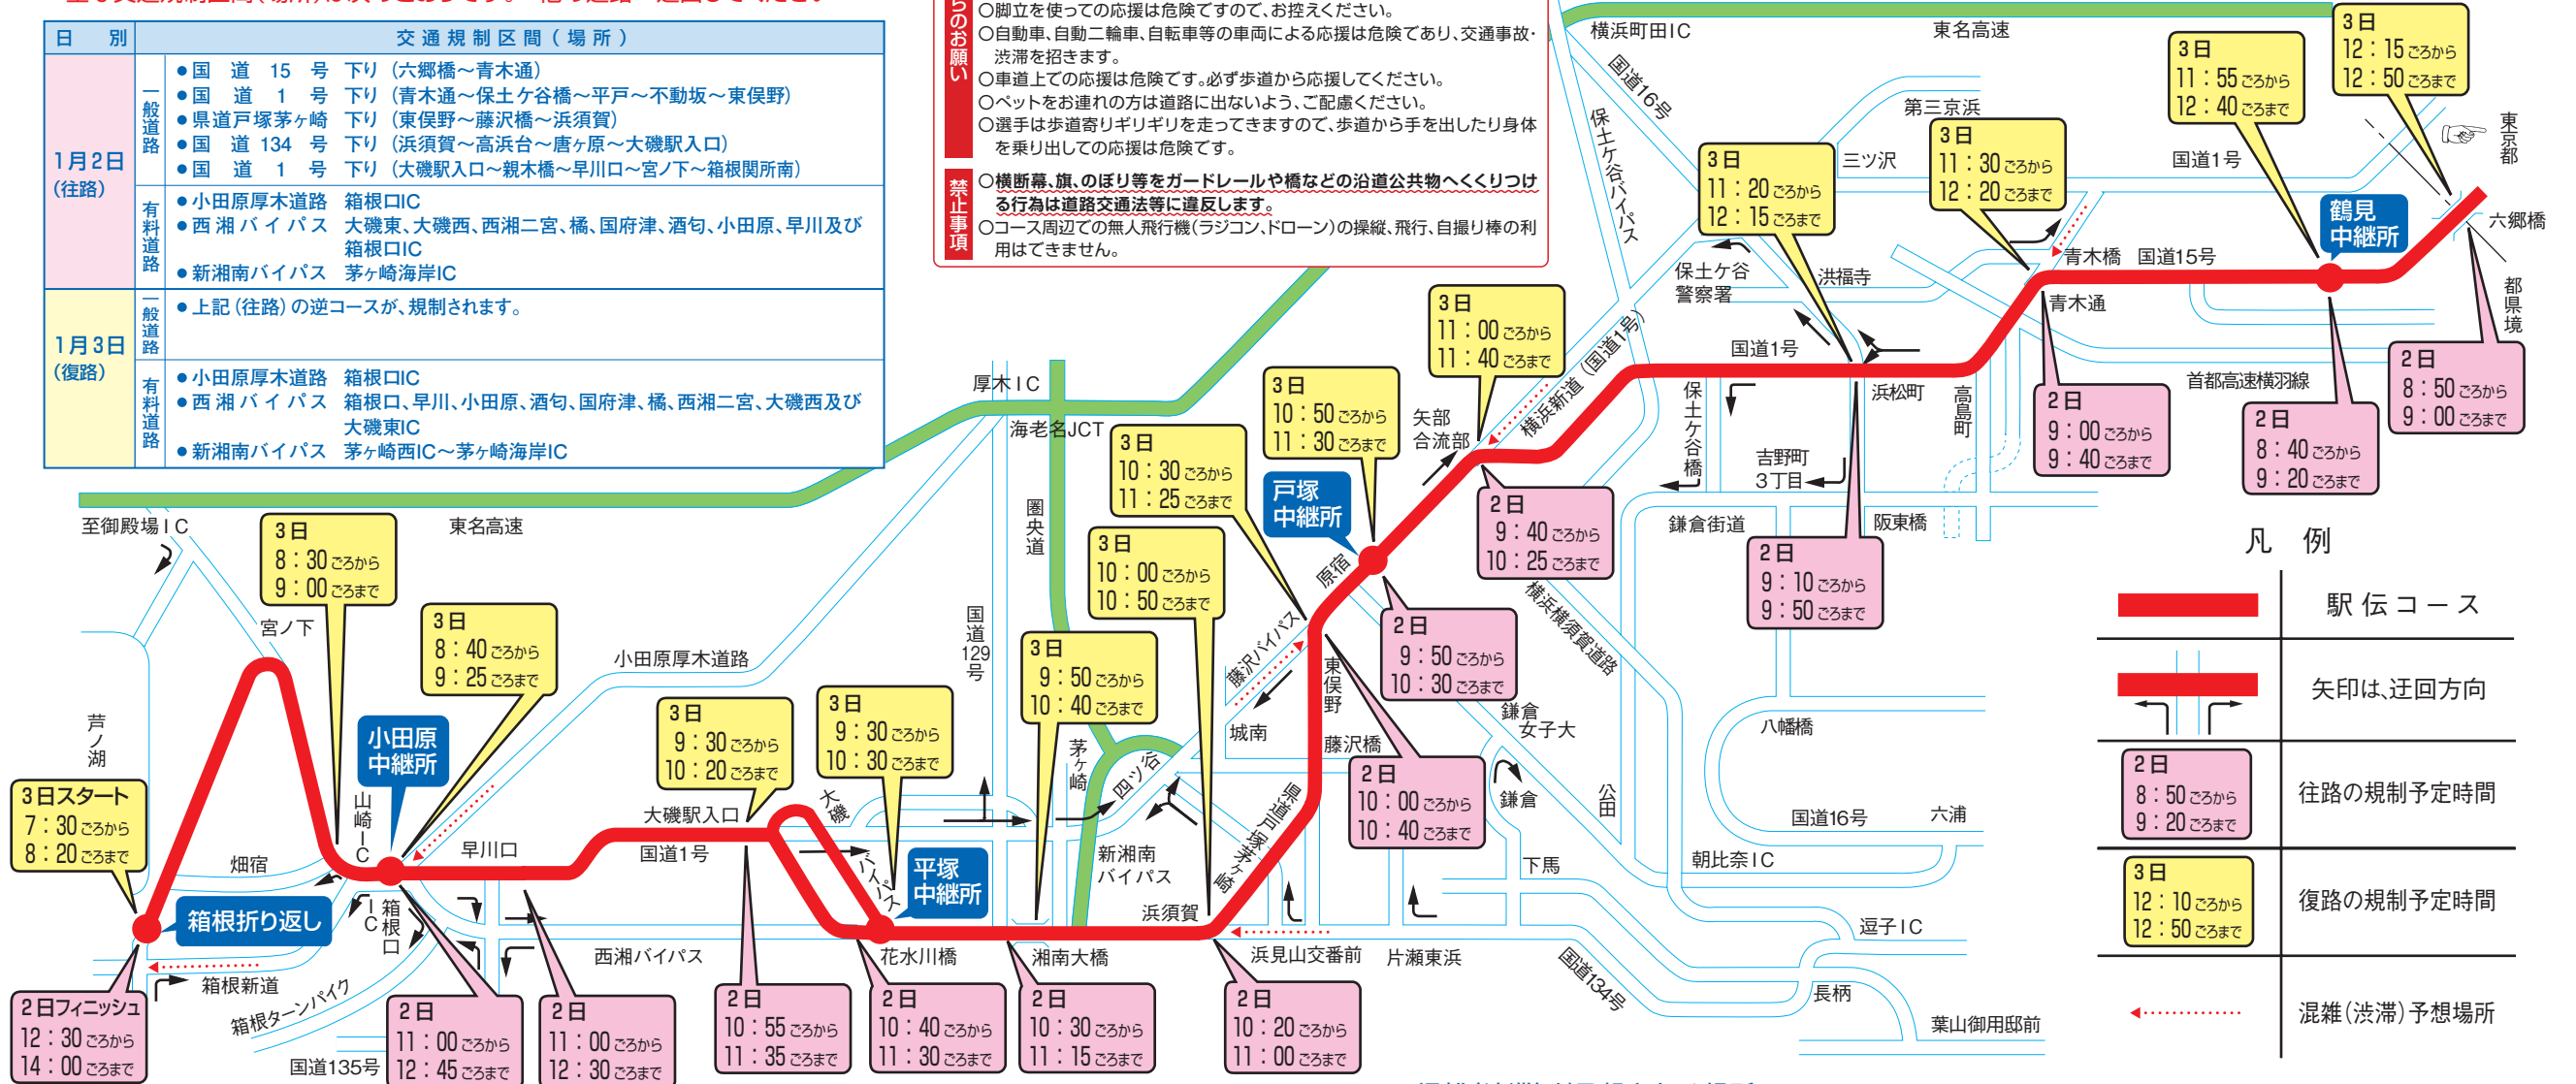 日 別
交通規制区間(場所)
1月2日
(往路)
一般道路
●国道15号 下り(六郷橋〜青木通)
●国道1号 下り(青木通〜保土ケ谷橋〜平戸〜不動坂〜東俣野)
●県道戸塚茅ヶ崎 下り(東俣野〜藤沢橋〜浜須賀)
●国道134号 下り(浜須賀〜高浜台〜唐ヶ原〜大磯駅入口)
●国道1号 下り(大磯駅入口〜親木橋〜早川口〜宮ノ下〜箱根関所南)
有料道路
●小田原厚木道路 箱根口IC
●西湘バイパス 大磯東、大磯西、西湘二宮、橘、国府津、酒匂、小田原、早川及び
箱根口IC
●新湘南バイパス 茅ヶ崎海岸IC
1月3日
(復路)
一般道路
●上記(往路)の逆コースが、規制されます。
有料道路
●小田原厚木道路 箱根口IC
●西湘バイパス 箱根口、早川、小田原、酒匂、国府津、橘、西湘二宮、大磯西及び
大磯東IC
●新湘南バイパス 茅ヶ崎西IC〜茅ヶ崎海岸IC
らのお願い
○脚立を使っての応援は危険ですので、お控えください。
○自動車、自動二輪車、自転車等の車両による応援は危険であり、交通事故・
渋滞を招きます。
○車道上での応援は危険です。必ず歩道から応援してください。
○ペットをお連れの方は道路に出ないよう、ご配慮ください。
○選手は歩道寄りギリギリを走ってきますので、歩道から手を出したり身体
を乗り出しての応援は危険です。
禁止事項
○横断幕、旗、のぼり等をガードレールや橋などの沿道公共物へくくりつけ
る行為は道路交通法等に違反します。
○コース周辺での無人飛行機(ラジコン、ドローン)の操縦、飛行、自撮り棒の利
用はできません。
横浜町田IC
東名高速
国道16号
保土ケ谷バイパス
第三京浜
三ツ沢
国道1号
東京都
六郷橋
都県境
3日
12:15ごろから
12:50ごろまで
3日
11:55ごろから
12:40ごろまで
3日
11:30ごろから
12:20ごろまで
3日
11:20ごろから
12:15ごろまで
鶴見
中継所
青木橋
国道15号
青木通
保土ケ谷
警察署
洪福寺
国道1号
浜松町
高島町
首都高速横羽線
2日
8:50ごろから
9:00ごろまで
2日
8:40ごろから
9:20ごろまで
2日
9:00ごろから
9:40ごろまで
3日
11:00ごろから
11:40ごろまで
横浜新道(国道1号)
矢部
合流部
保土ケ谷橋
吉野町
3丁目
鎌倉街道
阪東橋
2日
9:10ごろから
9:50ごろまで
3日
10:50ごろから
11:30ごろまで
戸塚
中継所
2日
9:40ごろから
10:25ごろまで
厚木IC
海老名JCT
3日
10:30ごろから
11:25ごろまで
圏央道
3日
10:00ごろから
10:50ごろまで
原宿
2日
9:50ごろから
10:30ごろまで
横浜横須賀道路
至御殿場IC
東名高速
3日
8:30ごろから
9:00ごろまで
宮ノ下
3日
8:40ごろから
9:25ごろまで
小田原厚木道路
国道129号
3日
9:50ごろから
10:40ごろまで
藤沢バイパス
東俣野
城南
藤沢橋
鎌倉
女子大
鎌倉
公田
八幡橋
国道16号
六浦
朝比奈IC
下馬
逗子IC
長柄
葉山御用邸前
芦ノ湖
小田原
中継所
3日
9:30ごろから
10:20ごろまで
3日
9:30ごろから
10:30ごろまで
茅ヶ崎
四ツ谷
2日
10:00ごろから
10:40ごろまで
3日スタート
7:30ごろから
8:20ごろまで
山崎IC
畑宿
早川口
大磯駅入口
国道1号
大磯
バイパス
平塚
中継所
新湘南
バイパス
県道戸塚茅ヶ崎
浜須賀
箱根折り返し
箱根口IC
西湘バイパス
花水川橋
湘南大橋
浜見山交番前
片瀬東浜
国道134号
箱根新道
箱根ターンパイク
国道135号
2日フィニッシュ
12:30ごろから
14:00ごろまで
2日
11:00ごろから
12:45ごろまで
2日
11:00ごろから
12:30ごろまで
2日
10:55ごろから
11:35ごろまで
2日
10:40ごろから
11:30ごろまで
2日
10:30ごろから
11:15ごろまで
2日
10:20ごろから
11:00ごろまで
凡 例
駅伝コース
矢印は、迂回方向
2日
8:50ごろから
9:20ごろまで
往路の規制予定時間
3日
12:10ごろから
12:50ごろまで
復路の規制予定時間
混雑(渋滞)予想場所